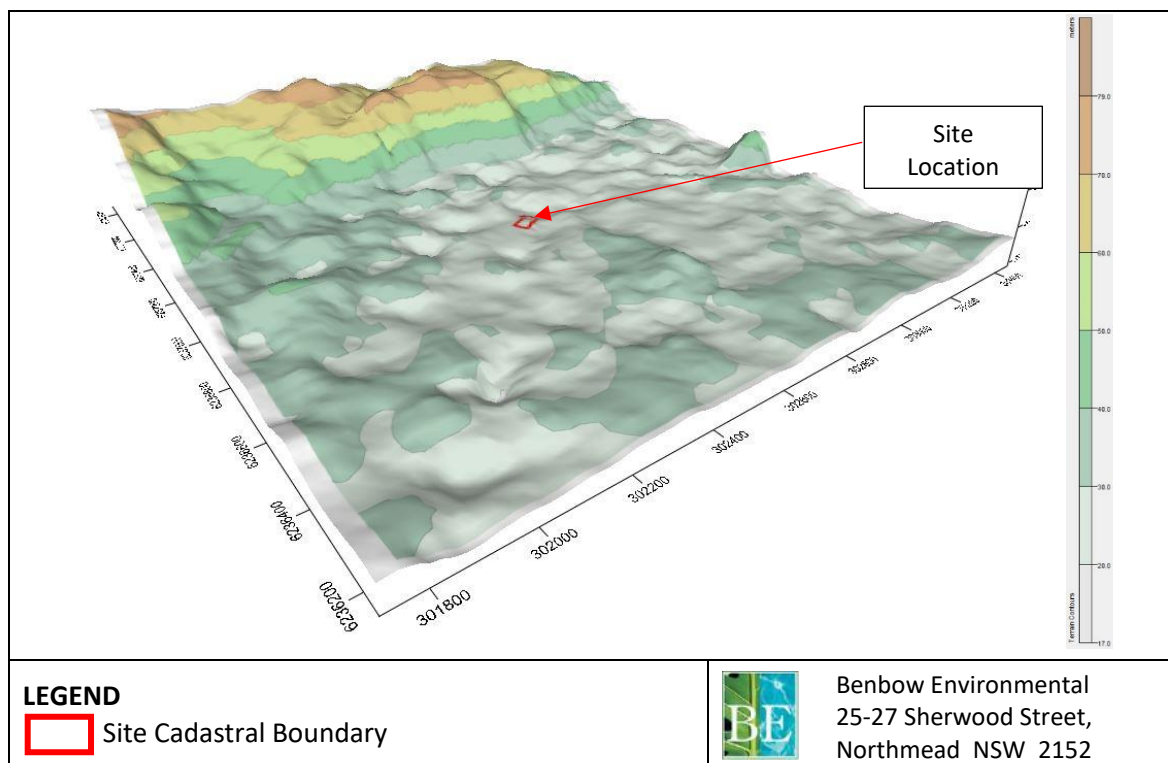 meters
79.0
70.0
60.0
50.0
40.0
30.0
20.0
17.0
Terrain Contours
Site
Location
6236600
6236400
6236200
301800
302000
302200
302400
302600
LEGEND
Site Cadastral Boundary
BE
Benbow Environmental
25-27 Sherwood Street,
Northmead NSW 2152